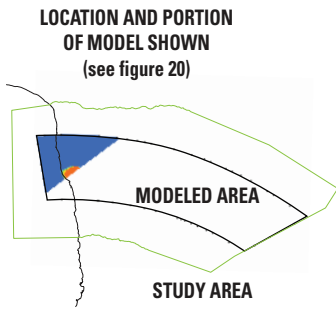 LOCATION AND PORTION
OF MODEL SHOWN
(see figure 20)
MODELED AREA
STUDY AREA